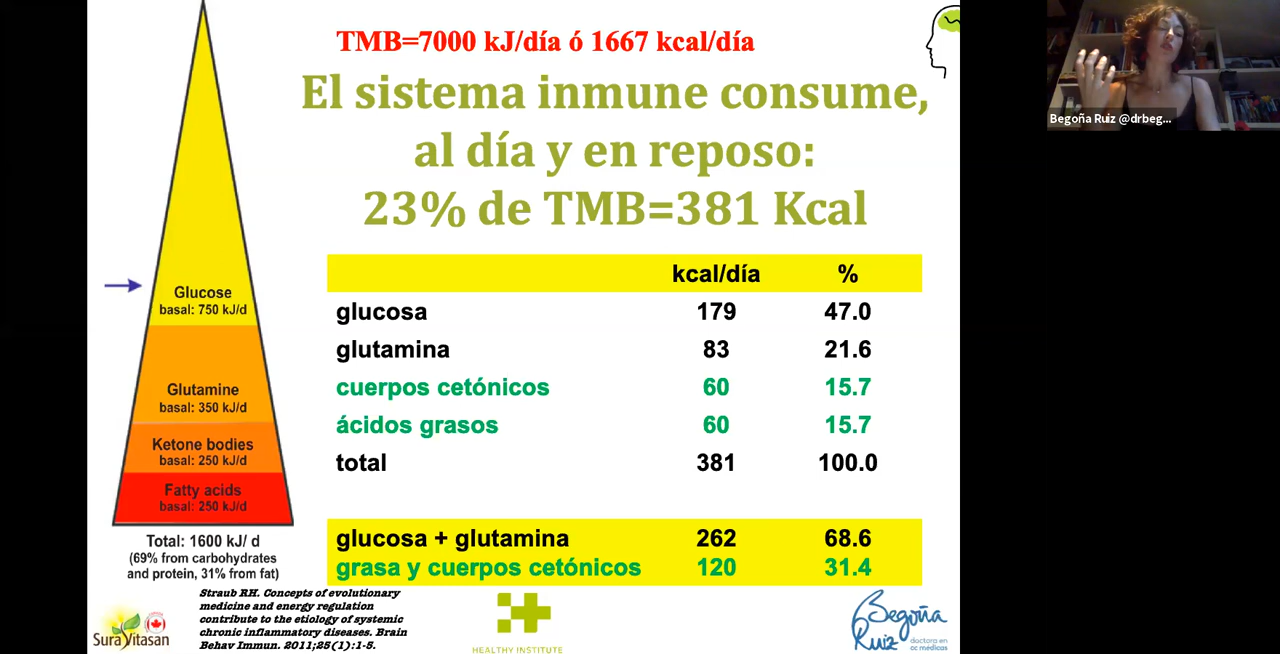 TMB=7000 kJ/día ó 1667 kcal/día
El sistema inmune consume,
al día y en reposo:
23% de TMB=381 Kcal
Begoña Ruiz @drbeg...
Glucose
basal: 750 kJ/d
Glutamine
basal: 350 kJ/d
Ketone bodies
basal: 250 kJ/d
Fatty acids
basal: 250 kJ/d
Total: 1600 kJ/ d
(69% from carbohydrates
and protein, 31% from fat)
kcal/día %
glucosa 179 47.0
glutamina 83 21.6
cuerpos cetónicos 60 15.7
ácidos grasos 60 15.7
total 381 100.0
glucosa + glutamina 262 68.6
grasa y cuerpos cetónicos 120 31.4
Straub RH. Concepts of evolutionary
medicine and energy regulation
contribute to the etiology of systemic
chronic inflammatory diseases. Brain
Behav Immun. 2011;25(1):1-5.
SuraVitasan
HEALTHY INSTITUTE
Begoña
Ruiz
doctora en
cc médicas